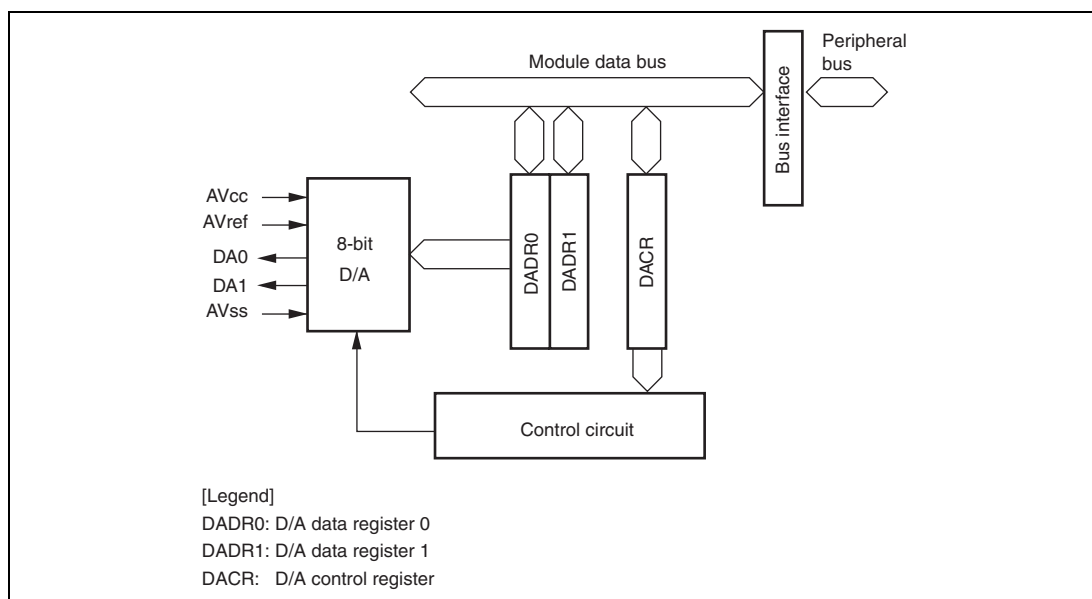 Peripheral
bus
Module data bus
Bus interface
AVcc
AVref
DA0
DA1
AVss
8-bit
D/A
DADR0
DADR1
DACR
Control circuit
[Legend]
DADR0: D/A data register 0
DADR1: D/A data register 1
DACR: D/A control register